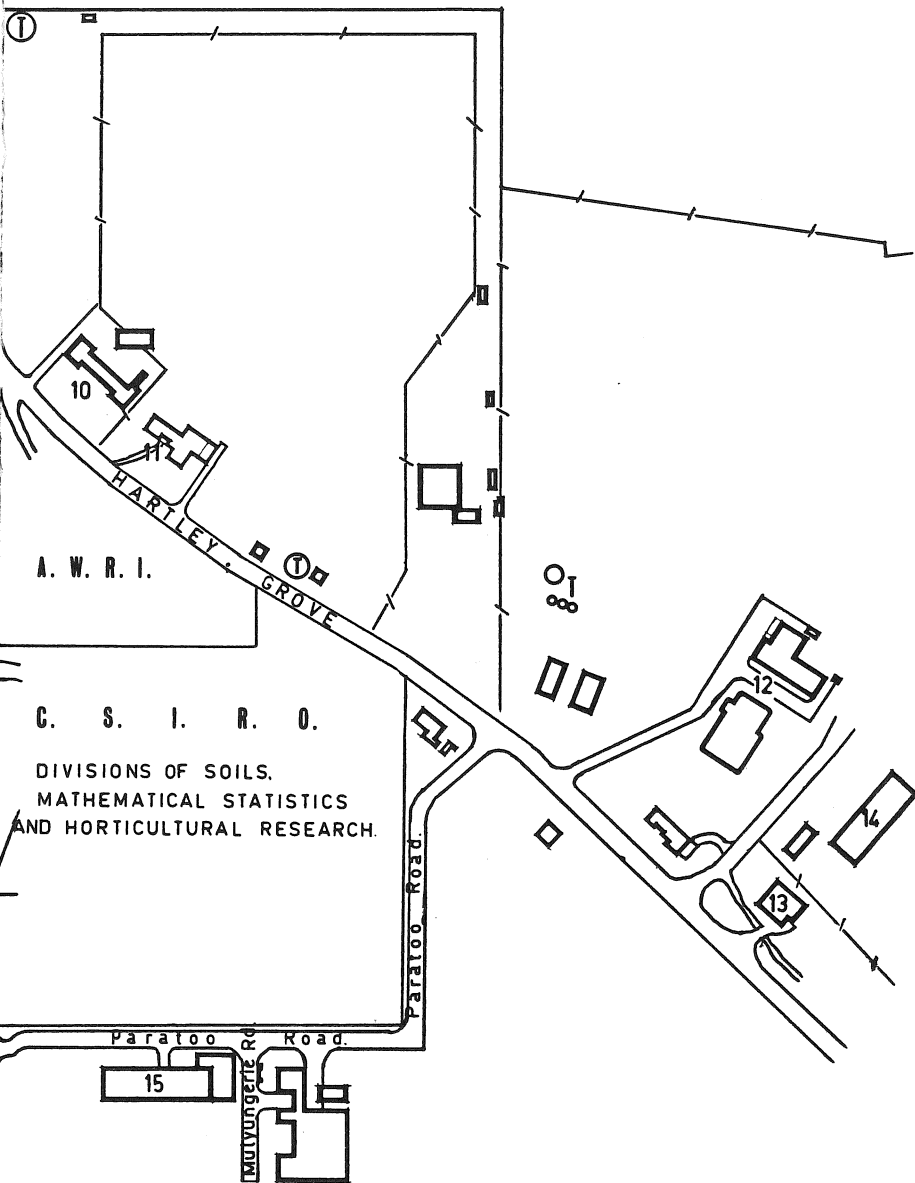 T
10
11
HARTLEY GROVE
T
A. W. R. I.
T
12
C. S. I. R. O.
DIVISIONS OF SOILS,
MATHEMATICAL STATISTICS
AND HORTICULTURAL RESEARCH.
14
Paratoo Road.
13
Paratoo Road.
Mulyungerie Rd.
15